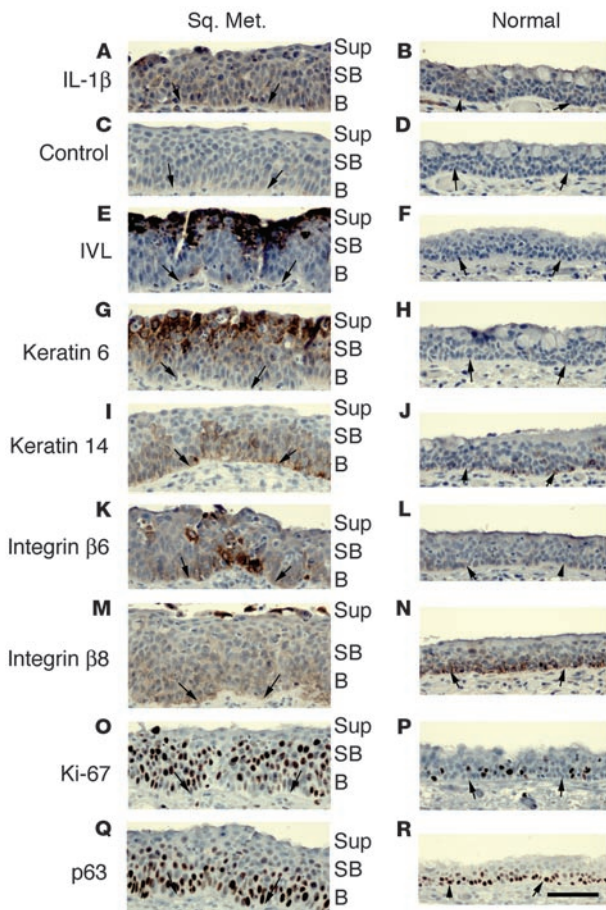 Sq. Met. Normal
A Sup B
IL-1β SB
B
C Sup D
Control SB
B
E Sup F
IVL SB
B
G Sup H
Keratin 6 SB
B
I Sup J
Keratin 14 SB
B
K Sup L
Integrin β6 SB
B
M Sup N
Integrin β8 SB
B
O Sup P
Ki-67 SB
B
Q Sup R
p63 SB
B